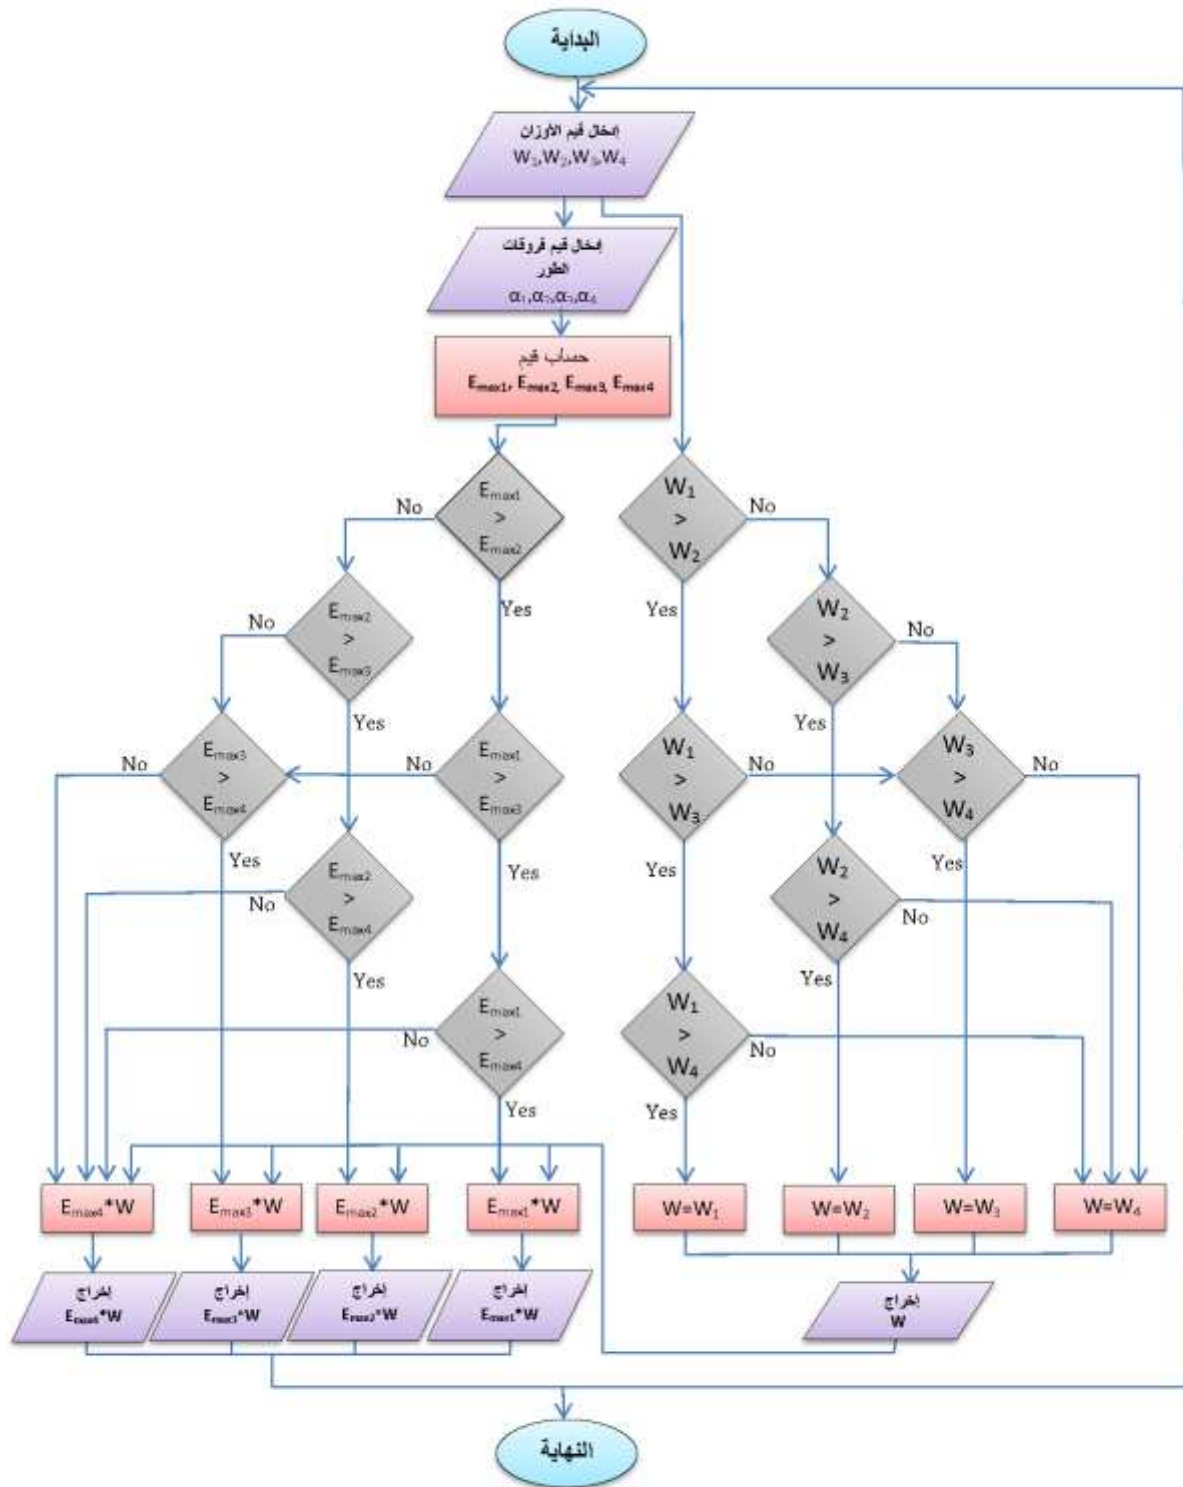 البداية
إدخال قيم الأوزان
W₁,W₂,W₃,W₄
إدخال قيم فروقات
الطور
α₁,α₂,α₃,α₄
حساب قيم
Emax1, Emax2, Emax3, Emax4
Emax1
>
Emax2
No
Yes
W₁
>
W₂
No
Yes
Emax2
>
Emax3
No
Yes
W₂
>
W₃
No
Yes
Emax3
>
Emax4
No
Yes
Emax1
>
Emax3
No
Yes
W₁
>
W₃
No
Yes
W₃
>
W₄
No
Yes
Emax2
>
Emax4
No
Yes
W₂
>
W₄
No
Yes
Emax1
>
Emax4
No
Yes
W₁
>
W₄
No
Yes
Emax4*W
Emax3*W
Emax2*W
Emax1*W
W=W₁
W=W₂
W=W₃
W=W₄
إخراج
Emax4*W
إخراج
Emax3*W
إخراج
Emax2*W
إخراج
Emax1*W
إخراج
W
النهاية